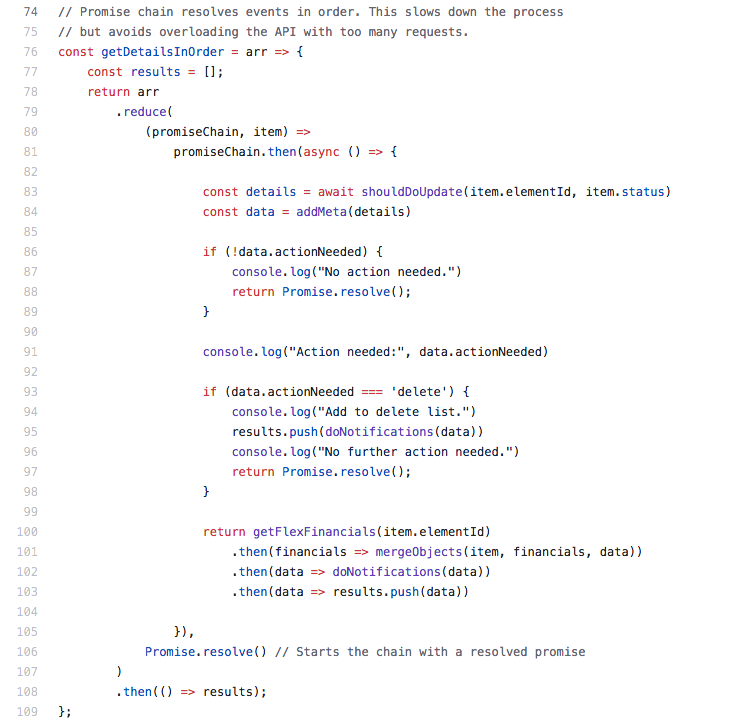 74 // Promise chain resolves events in order. This slows down the process
75 // but avoids overloading the API with too many requests.
76 const getDetailsInOrder = arr => {
77     const results = [];
78     return arr
79         .reduce(
80             (promiseChain, item) =>
81                 promiseChain.then(async () => {
82
83                     const details = await shouldDoUpdate(item.elementId, item.status)
84                     const data = addMeta(details)
85
86                     if (!data.actionNeeded) {
87                         console.log("No action needed.")
88                         return Promise.resolve();
89                     }
90
91                     console.log("Action needed:", data.actionNeeded)
92
93                     if (data.actionNeeded === 'delete') {
94                         console.log("Add to delete list.")
95                         results.push(doNotifications(data))
96                         console.log("No further action needed.")
97                         return Promise.resolve();
98                     }
99
100                     return getFlexFinancials(item.elementId)
101                         .then(financials => mergeObjects(item, financials, data))
102                         .then(data => doNotifications(data))
103                         .then(data => results.push(data))
104
105                 }),
106             Promise.resolve() // Starts the chain with a resolved promise
107         )
108         .then(() => results);
109 };